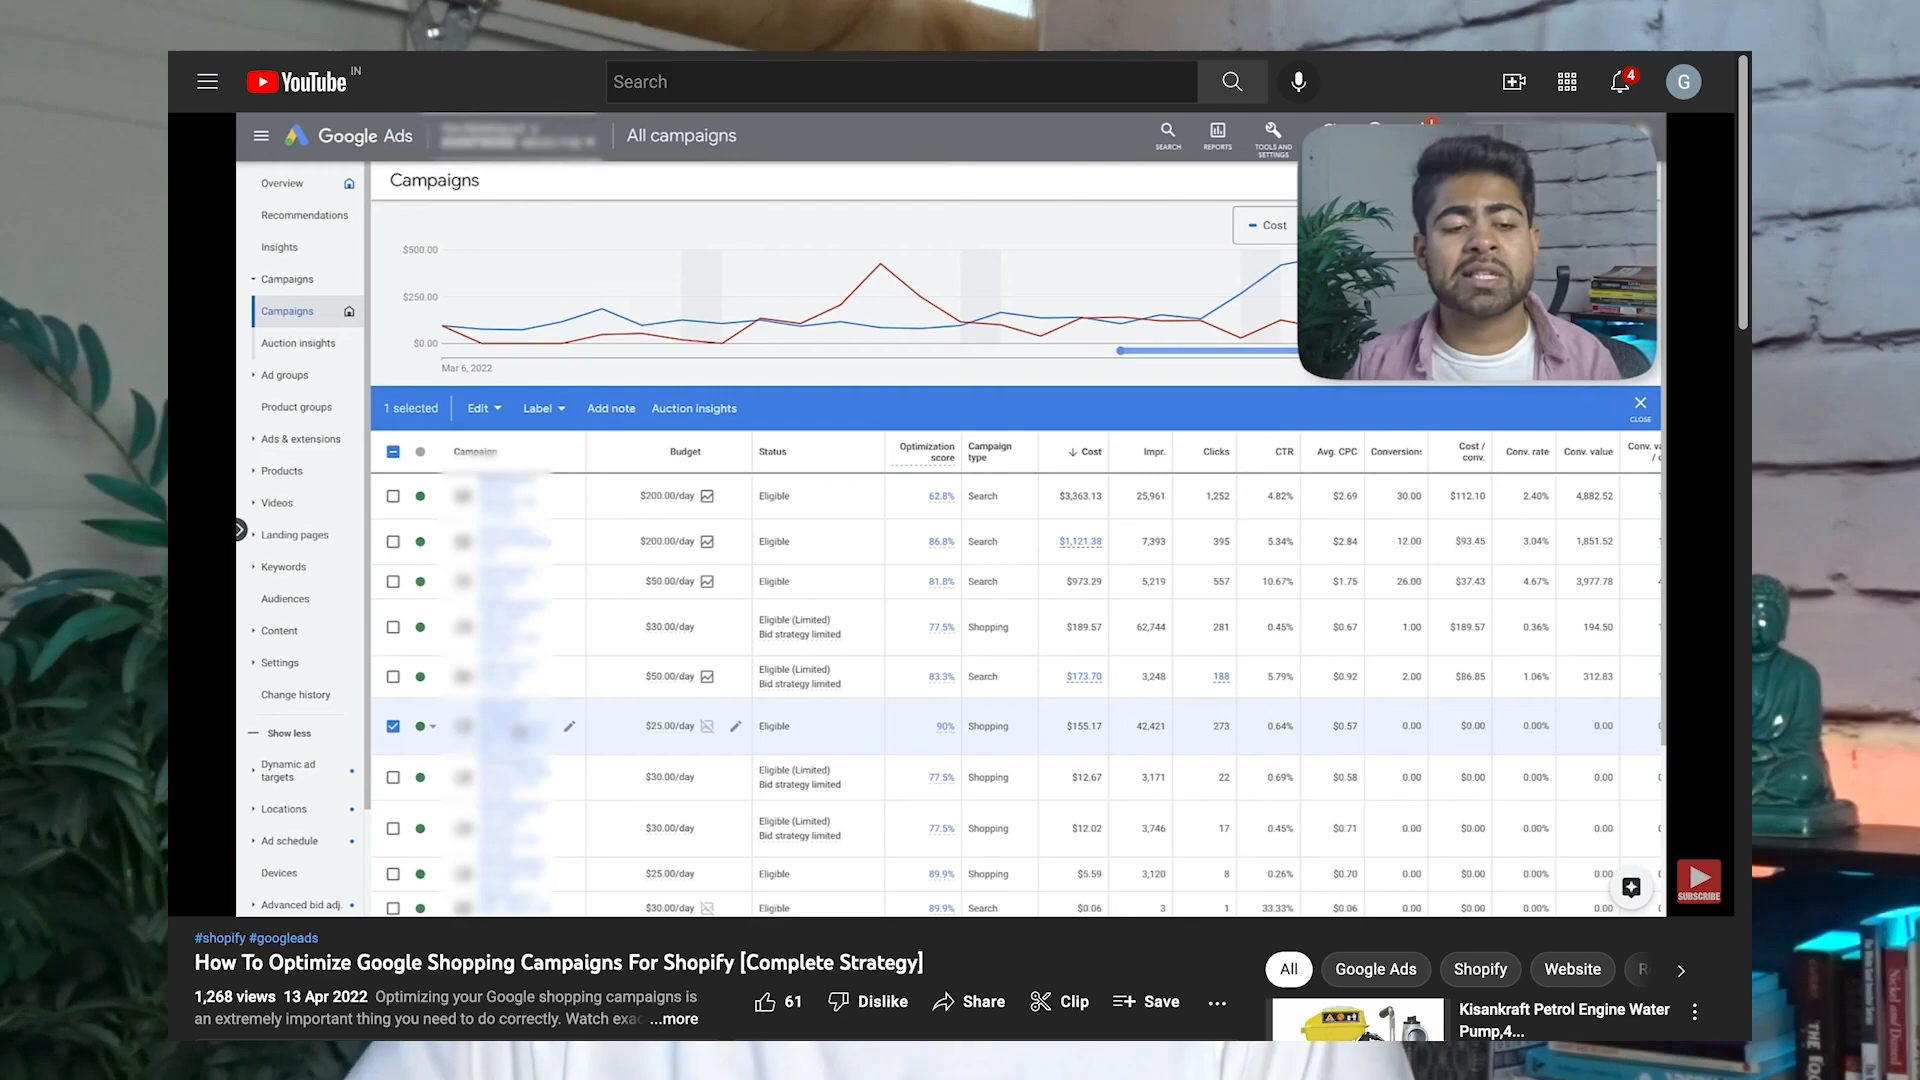 YouTube IN
Search
4
G
Google Ads
All campaigns
SEARCH
REPORTS
TOOLS AND
SETTINGS
Overview
Recommendations
Insights
Campaigns
Campaigns
Auction insights
Ad groups
Product groups
Ads & extensions
Products
Videos
Landing pages
Keywords
Audiences
Content
Settings
Change history
Show less
Dynamic ad
targets
Locations
Ad schedule
Devices
Advanced bid adj.
Campaigns
Cost
$500.00
$250.00
$0.00
Mar 6, 2022
1 selected Edit Label Add note Auction insights
CLOSE
Campaign Budget Status Optimization score Campaign type Cost Impr. Clicks CTR Avg. CPC Conversions Cost / conv. Conv. rate Conv. value
$200.00/day Eligible 62.8% Search $3,363.13 25,961 1,252 4.82% $2.69 30.00 $112.10 2.40% 4,882.52
$200.00/day Eligible 86.8% Search $1,121.38 7,393 395 5.34% $2.84 12.00 $93.45 3.04% 1,851.52
$50.00/day Eligible 81.8% Search $973.29 5,219 557 10.67% $1.75 26.00 $37.43 4.67% 3,977.78
$30.00/day Eligible (Limited) Bid strategy limited 77.5% Shopping $189.57 62,744 281 0.45% $0.67 1.00 $189.57 0.36% 194.50
$50.00/day Eligible (Limited) Bid strategy limited 83.3% Search $173.70 3,248 188 5.79% $0.92 2.00 $86.85 1.06% 312.83
$25.00/day Eligible 90% Shopping $155.17 42,421 273 0.64% $0.57 0.00 $0.00 0.00% 0.00
$30.00/day Eligible (Limited) Bid strategy limited 77.5% Shopping $12.67 3,171 22 0.69% $0.58 0.00 $0.00 0.00% 0.00
$30.00/day Eligible (Limited) Bid strategy limited 77.5% Shopping $12.02 3,746 17 0.45% $0.71 0.00 $0.00 0.00% 0.00
$25.00/day Eligible 89.9% Shopping $5.59 3,120 8 0.26% $0.70 0.00 $0.00 0.00% 0.00
$30.00/day Eligible 89.9% Search $0.06 3 1 33.33% $0.06 0.00 $0.00 0.00% 0.00
SUBSCRIBE
#shopify #googleads
How To Optimize Google Shopping Campaigns For Shopify [Complete Strategy]
1,268 views 13 Apr 2022 Optimizing your Google shopping campaigns is
an extremely important thing you need to do correctly. Watch ...more
61 Dislike Share Clip Save
All Google Ads Shopify Website
Kisankraft Petrol Engine Water
Pump,4...